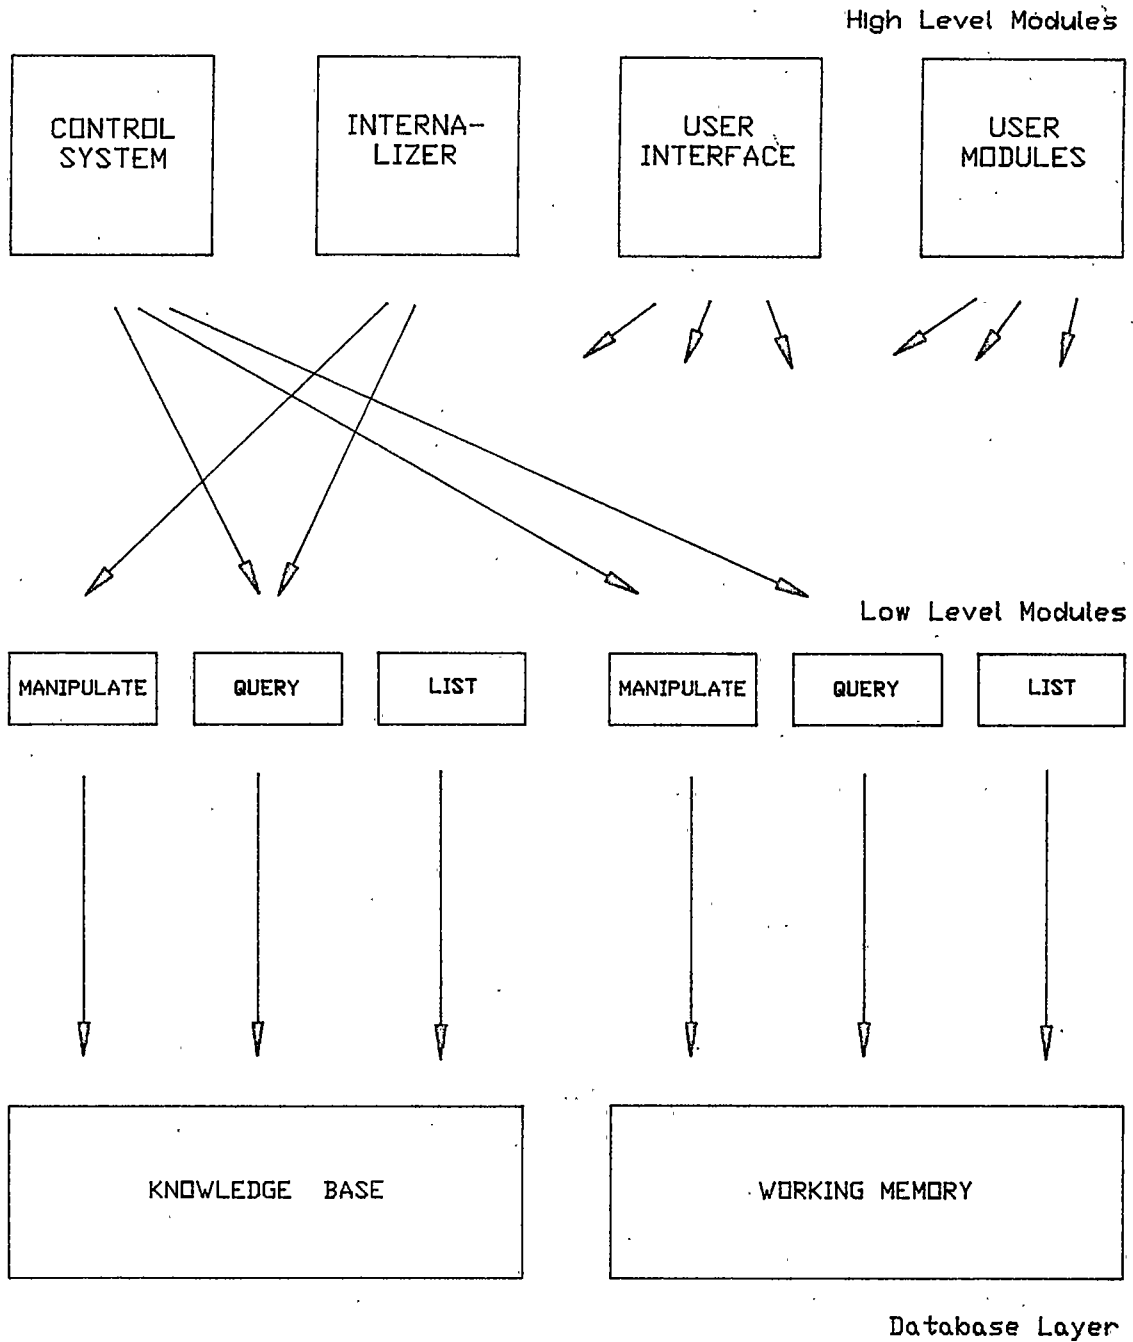 High Level Modules
CONTROL
SYSTEM
INTERNA-
LIZER
USER
INTERFACE
USER
MODULES
Low Level Modules
MANIPULATE
QUERY
LIST
MANIPULATE
QUERY
LIST
KNOWLEDGE BASE
WORKING MEMORY
Database Layer